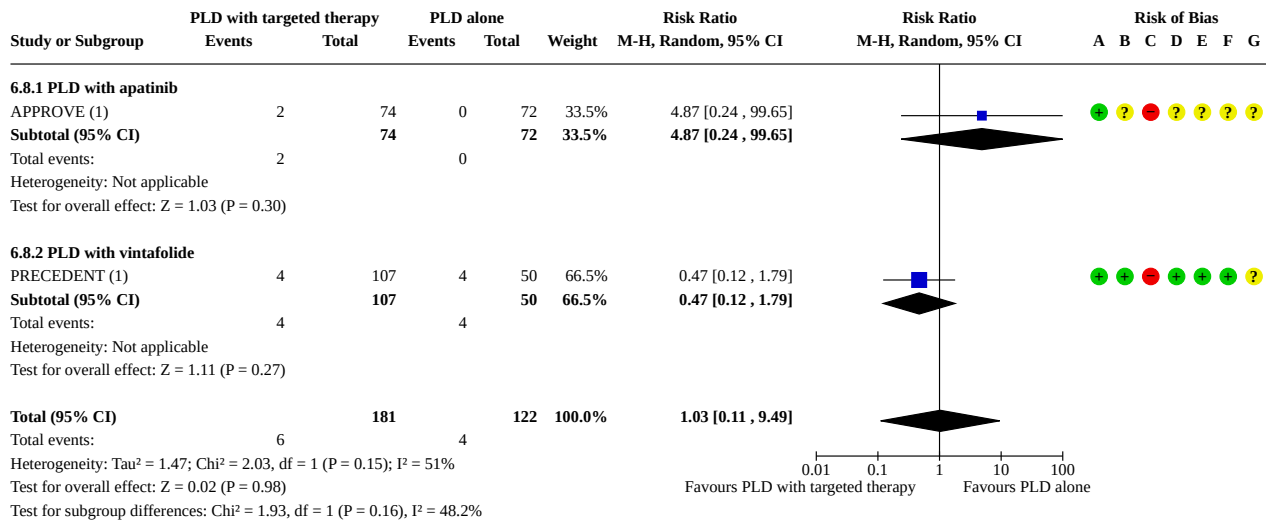 PLD with targeted therapy PLD alone Risk Ratio Risk Ratio Risk of Bias
Study or Subgroup Events Total Events Total Weight M-H, Random, 95% CI M-H, Random, 95% CI A B C D E F G
6.8.1 PLD with apatinib
APPROVE (1) 2 74 0 72 33.5% 4.87 [0.24 , 99.65] + ? − ? ? ? ?
Subtotal (95% CI) 74 72 33.5% 4.87 [0.24 , 99.65]
Total events: 2 0
Heterogeneity: Not applicable
Test for overall effect: Z = 1.03 (P = 0.30)
6.8.2 PLD with vintafolide
PRECEDENT (1) 4 107 4 50 66.5% 0.47 [0.12 , 1.79] + + − + + + ?
Subtotal (95% CI) 107 50 66.5% 0.47 [0.12 , 1.79]
Total events: 4 4
Heterogeneity: Not applicable
Test for overall effect: Z = 1.11 (P = 0.27)
Total (95% CI) 181 122 100.0% 1.03 [0.11 , 9.49]
Total events: 6 4
Heterogeneity: Tau² = 1.47; Chi² = 2.03, df = 1 (P = 0.15); I² = 51%
0.01 0.1 1 10 100
Test for overall effect: Z = 0.02 (P = 0.98)
Favours PLD with targeted therapy Favours PLD alone
Test for subgroup differences: Chi² = 1.93, df = 1 (P = 0.16), I² = 48.2%